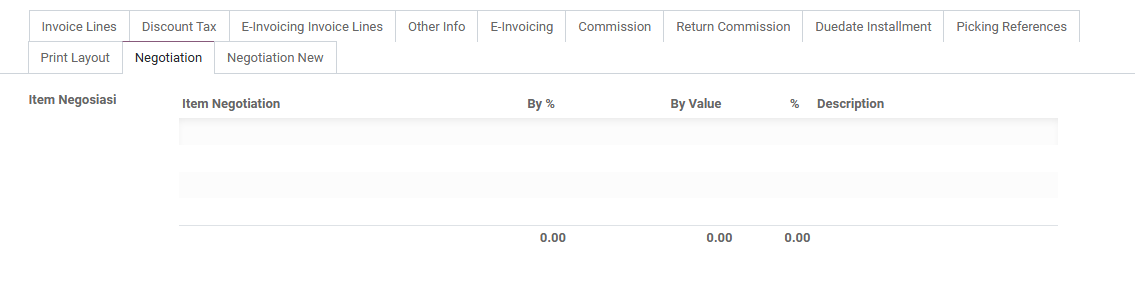 Invoice Lines Discount Tax E-Invoicing Invoice Lines Other Info E-Invoicing Commission Return Commission Duedate Installment Picking References
Print Layout Negotiation Negotiation New
Item Negosiasi Item Negotiation By % By Value % Description
0.00 0.00 0.00